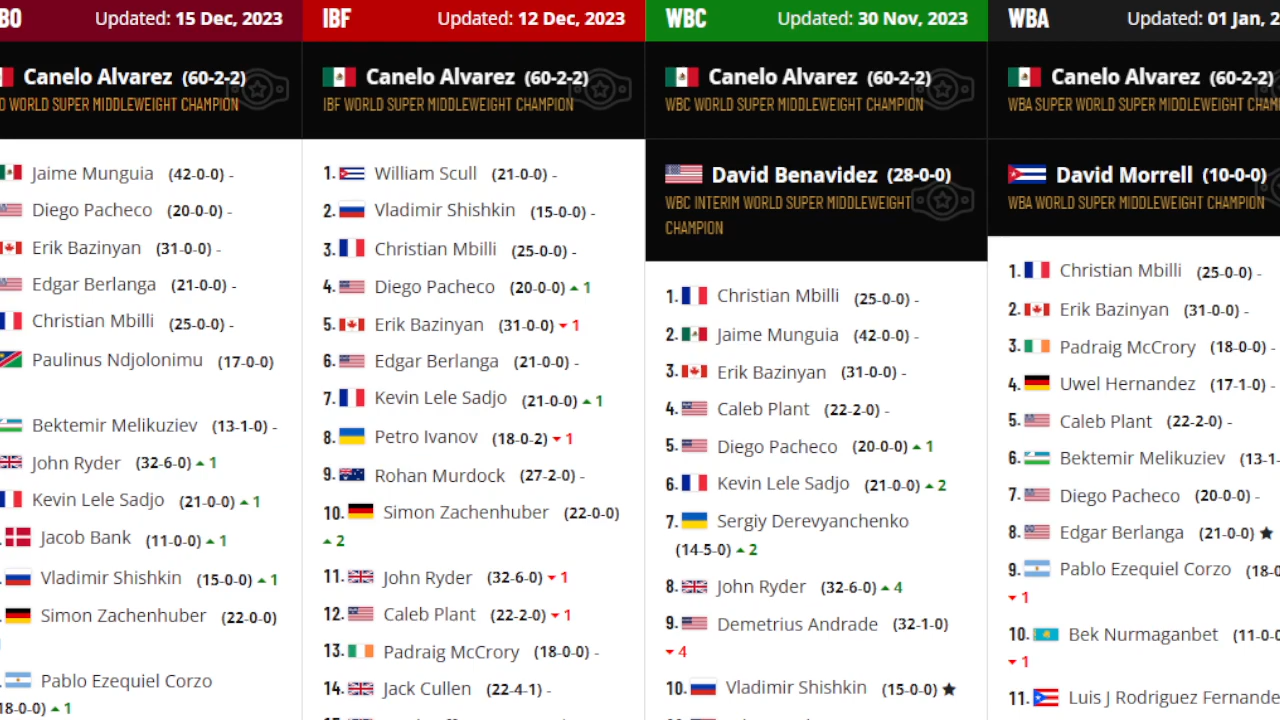 BO Updated: 15 Dec, 2023
Canelo Alvarez (60-2-2)
O WORLD SUPER MIDDLEWEIGHT CHAMPION
Jaime Munguia (42-0-0) -
Diego Pacheco (20-0-0) -
Erik Bazinyan (31-0-0) -
Edgar Berlanga (21-0-0) -
Christian Mbilli (25-0-0) -
Paulinus Ndjolonimu (17-0-0)
Bektemir Melikuziev (13-1-0) -
John Ryder (32-6-0) ▲ 1
Kevin Lele Sadjo (21-0-0) ▲ 1
Jacob Bank (11-0-0) ▲ 1
Vladimir Shishkin (15-0-0) ▲ 1
Simon Zachenhuber (22-0-0)
Pablo Ezequiel Corzo
18-0-0) ▲ 1
IBF Updated: 12 Dec, 2023
Canelo Alvarez (60-2-2)
IBF WORLD SUPER MIDDLEWEIGHT CHAMPION
1. William Scull (21-0-0) -
2. Vladimir Shishkin (15-0-0) -
3. Christian Mbilli (25-0-0) -
4. Diego Pacheco (20-0-0) ▲ 1
5. Erik Bazinyan (31-0-0) ▼ 1
6. Edgar Berlanga (21-0-0) -
7. Kevin Lele Sadjo (21-0-0) ▲ 1
8. Petro Ivanov (18-0-2) ▼ 1
9. Rohan Murdock (27-2-0) -
10. Simon Zachenhuber (22-0-0)
▲ 2
11. John Ryder (32-6-0) ▼ 1
12. Caleb Plant (22-2-0) ▼ 1
13. Padraig McCrory (18-0-0) -
14. Jack Cullen (22-4-1) -
WBC Updated: 30 Nov, 2023
Canelo Alvarez (60-2-2)
WBC WORLD SUPER MIDDLEWEIGHT CHAMPION
David Benavidez (28-0-0)
WBC INTERIM WORLD SUPER MIDDLEWEIGHT
CHAMPION
1. Christian Mbilli (25-0-0) -
2. Jaime Munguia (42-0-0) -
3. Erik Bazinyan (31-0-0) -
4. Caleb Plant (22-2-0) -
5. Diego Pacheco (20-0-0) ▲ 1
6. Kevin Lele Sadjo (21-0-0) ▲ 2
7. Sergiy Derevyanchenko
(14-5-0) ▲ 2
8. John Ryder (32-6-0) ▲ 4
9. Demetrius Andrade (32-1-0)
▼ 4
10. Vladimir Shishkin (15-0-0) ★
WBA Updated: 01 Jan, 2
Canelo Alvarez (60-2-2)
WBA SUPER WORLD SUPER MIDDLEWEIGHT CHAM
David Morrell (10-0-0)
WBA WORLD SUPER MIDDLEWEIGHT CHAMPION
1. Christian Mbilli (25-0-0) -
2. Erik Bazinyan (31-0-0) -
3. Padraig McCrory (18-0-0) -
4. Uwel Hernandez (17-1-0) -
5. Caleb Plant (22-2-0) -
6. Bektemir Melikuziev (13-1-
7. Diego Pacheco (20-0-0) -
8. Edgar Berlanga (21-0-0) ★
9. Pablo Ezequiel Corzo (18-0
▼ 1
10. Bek Nurmaganbet (11-0-0
▼ 1
11. Luis J Rodriguez Fernande